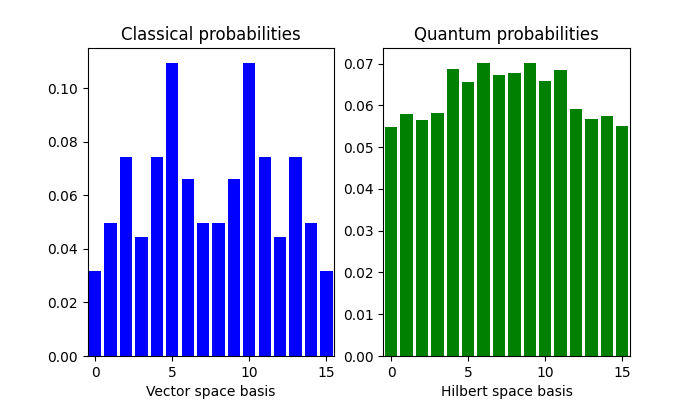 Classical probabilities
0.10
0.08
0.06
0.04
0.02
0.00
0 5 10 15
Vector space basis
Quantum probabilities
0.07
0.06
0.05
0.04
0.03
0.02
0.01
0.00
0 5 10 15
Hilbert space basis